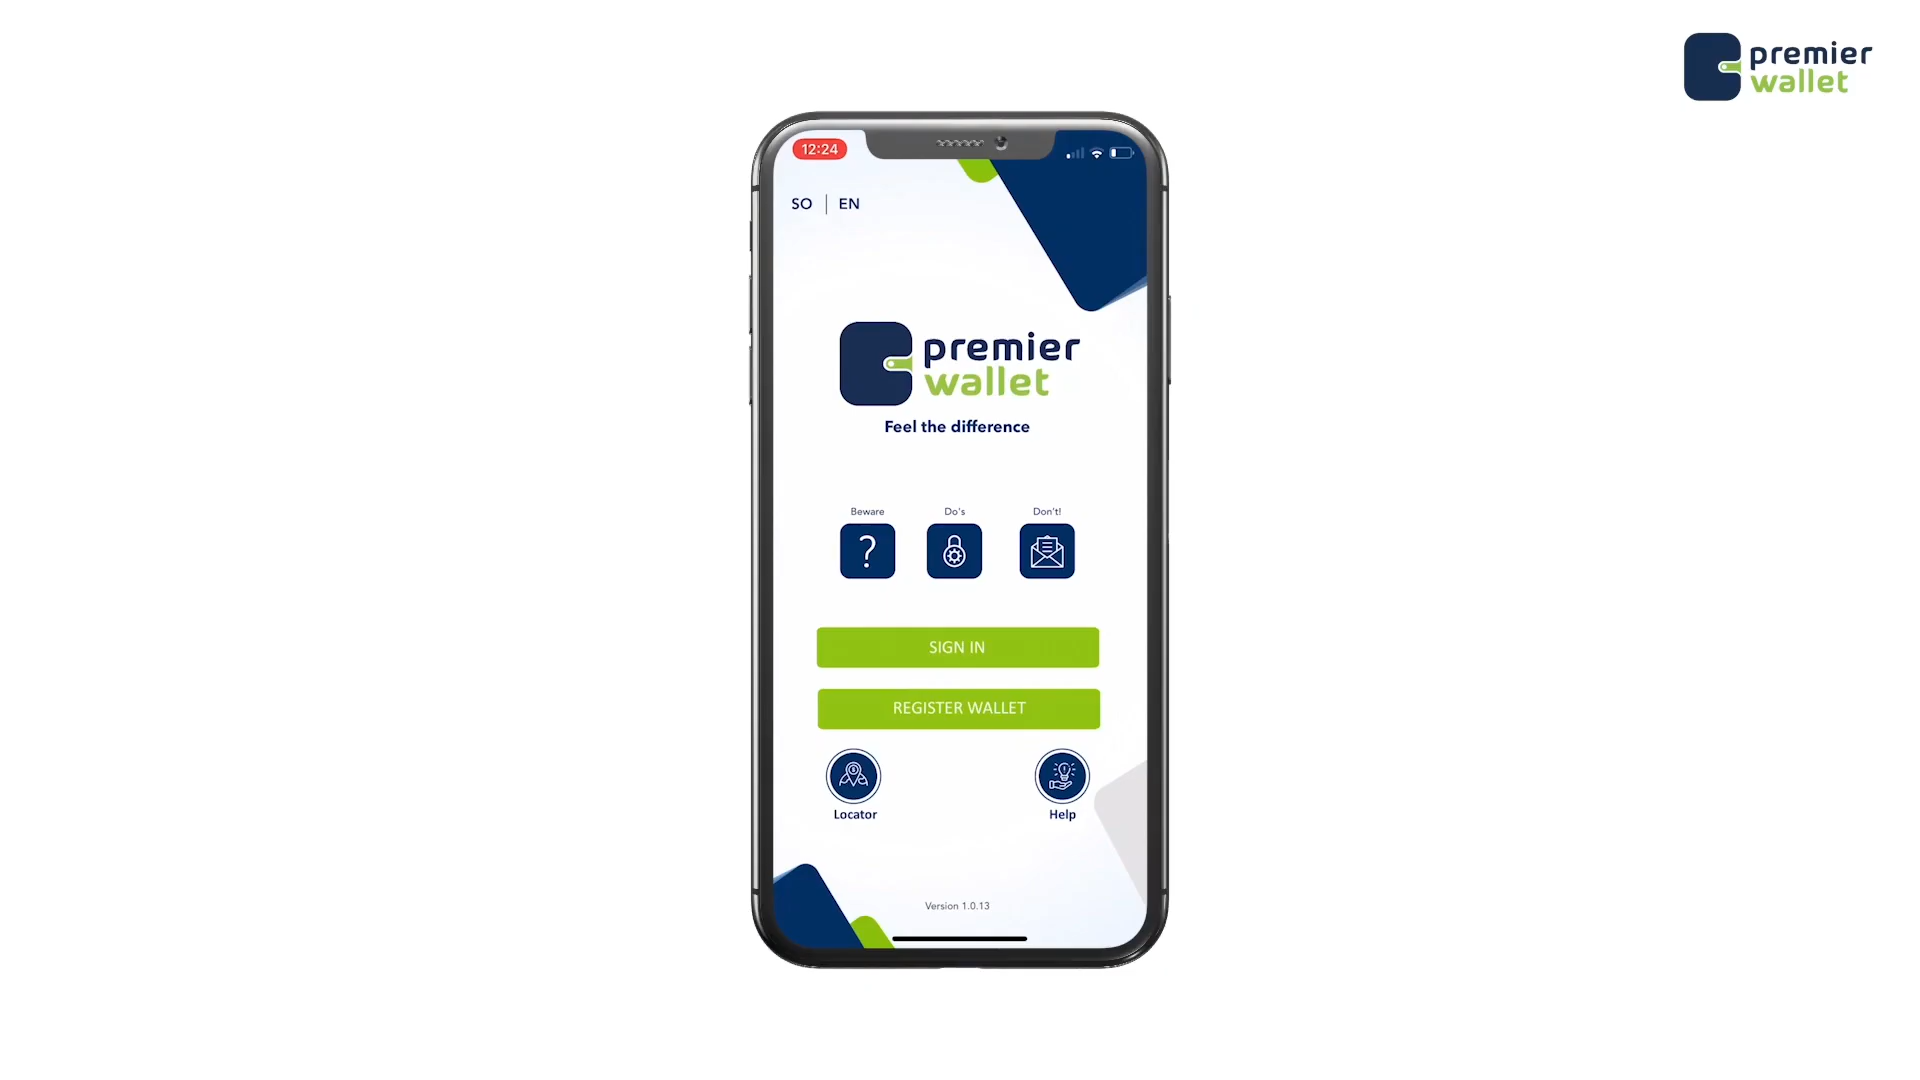 premier
wallet
12:24
SO | EN
premier
wallet
Feel the difference
Beware
Do's
Don't!
?
SIGN IN
REGISTER WALLET
Locator
Help
Version 1.0.13